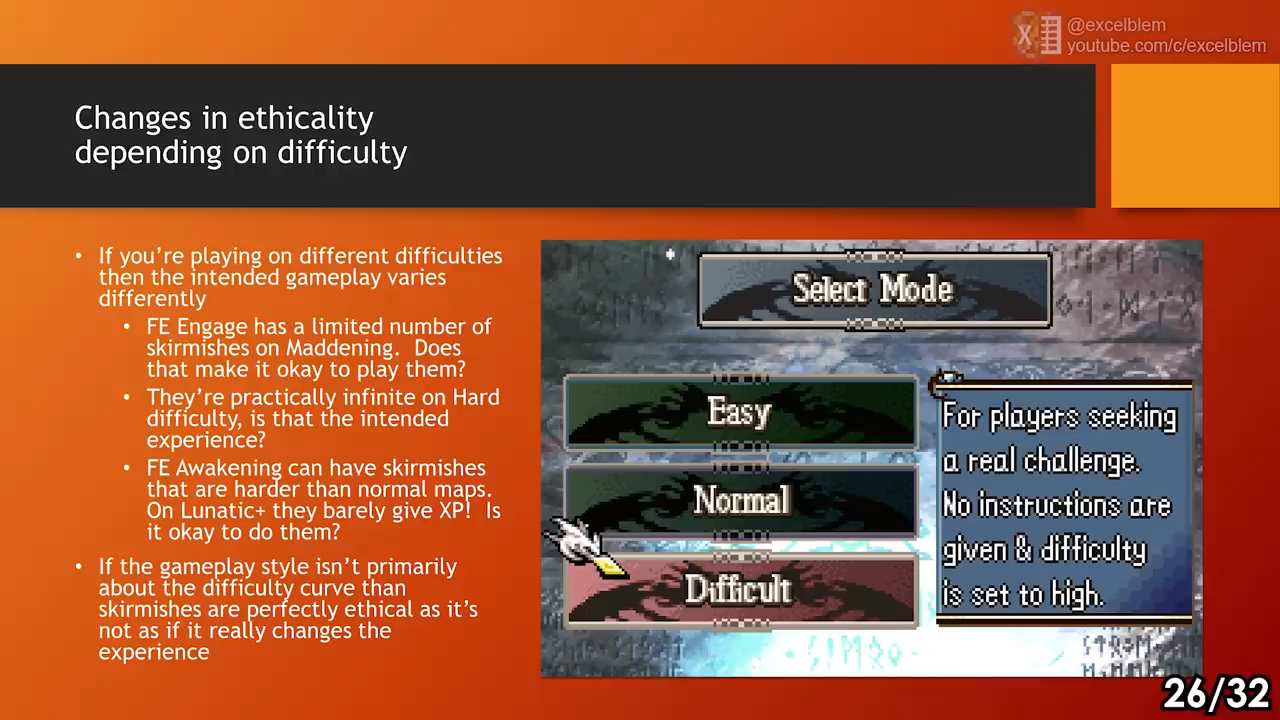 @excelblem
youtube.com/c/excelblem
Changes in ethicality
depending on difficulty
• If you're playing on different difficulties
then the intended gameplay varies
differently
• FE Engage has a limited number of
skirmishes on Maddening. Does
that make it okay to play them?
• They're practically infinite on Hard
difficulty, is that the intended
experience?
• FE Awakening can have skirmishes
that are harder than normal maps.
On Lunatic+ they barely give XP! Is
it okay to do them?
• If the gameplay style isn't primarily
about the difficulty curve than
skirmishes are perfectly ethical as it's
not as if it really changes the
experience
Select Mode
Easy
Normal
Difficult
For players seeking
a real challenge.
No instructions are
given & difficulty
is set to high.
26/32